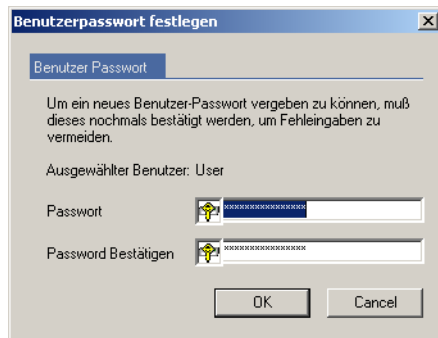 Benutzerpasswort festlegen
Benutzer Passwort
Um ein neues Benutzer-Passwort vergeben zu können, muß
dieses nochmals bestätigt werden, um Fehleingaben zu
vermeiden.
Ausgewählter Benutzer: User
Passwort ****************
Password Bestätigen ****************
OK Cancel